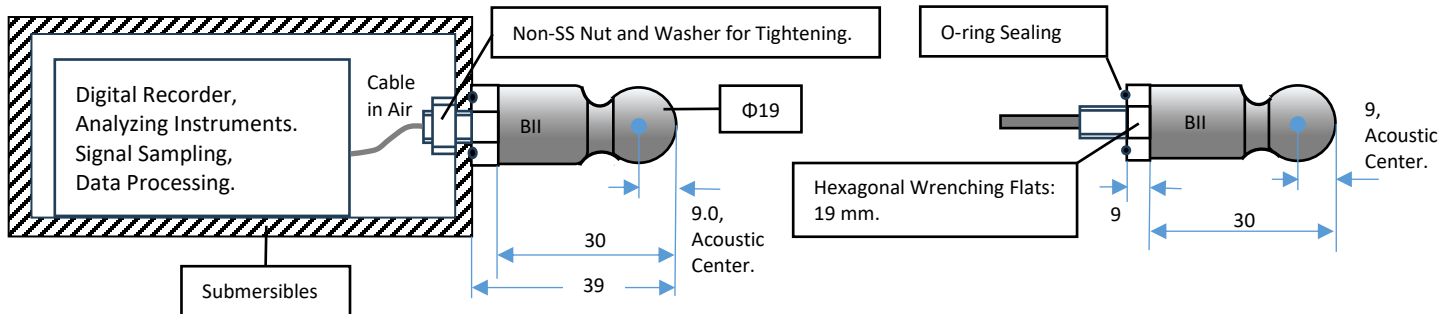 Non-SS Nut and Washer for Tightening.
O-ring Sealing
Cable
in Air
Digital Recorder,
Analyzing Instruments.
Signal Sampling,
Data Processing.
BII
Φ19
BII
9,
Acoustic
Center.
Hexagonal Wrenching Flats:
19 mm.
9.0,
Acoustic
Center.
9
30
30
39
Submersibles